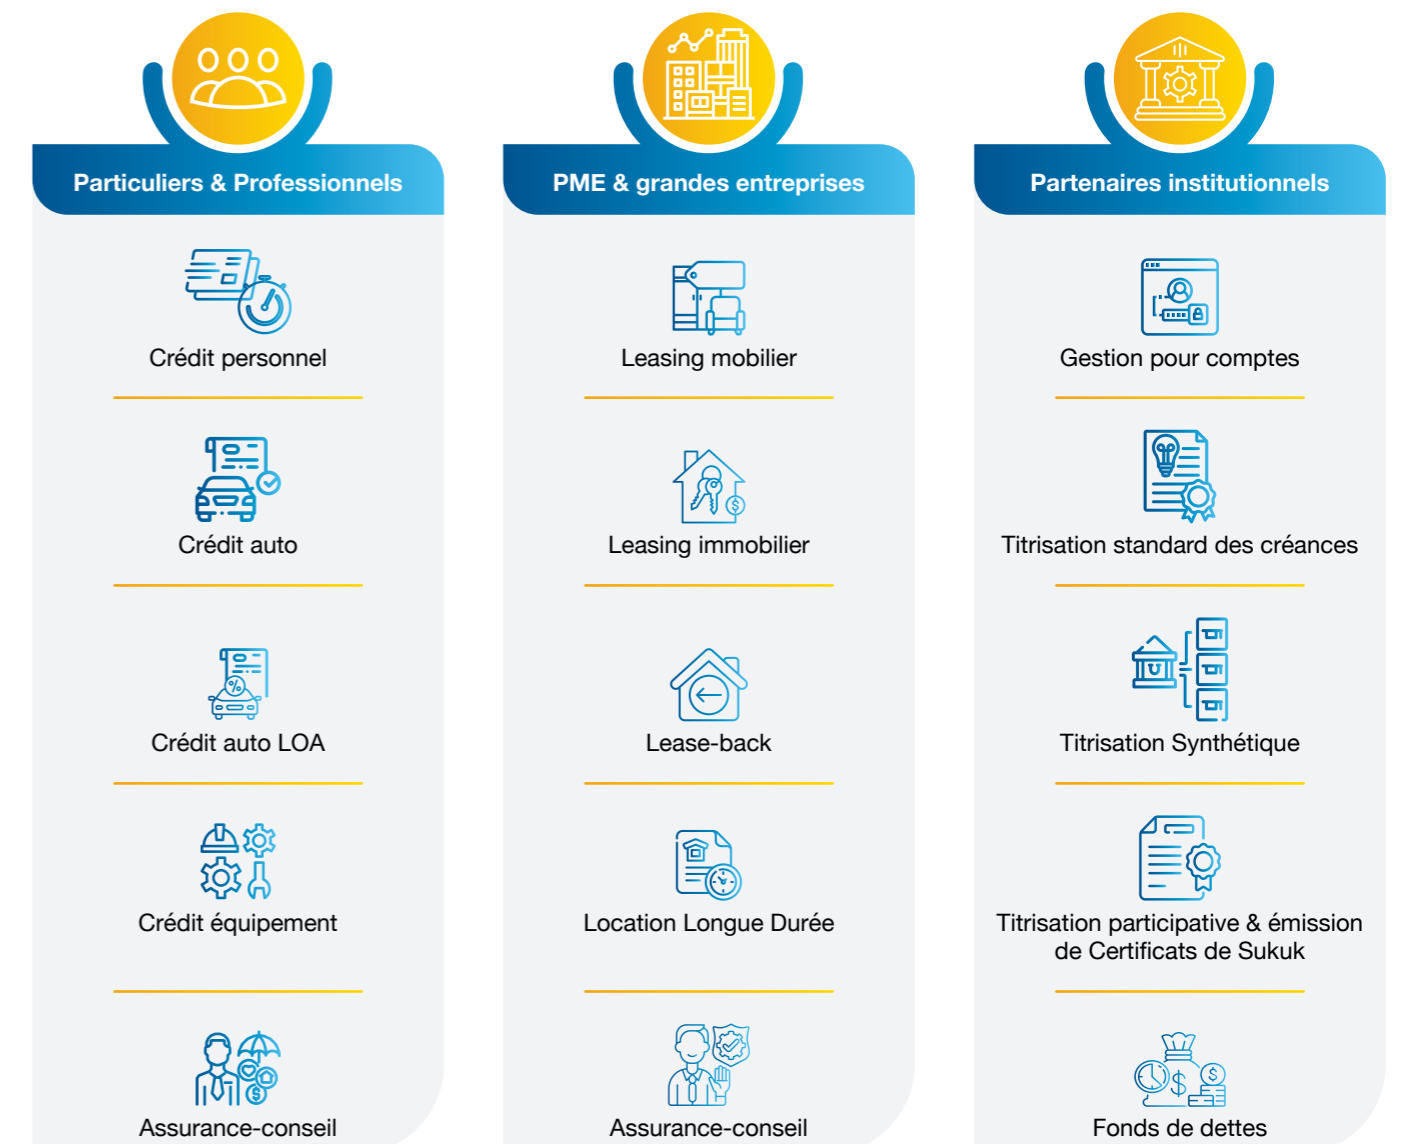 Particuliers & Professionnels
Crédit personnel
Crédit auto
Crédit auto LOA
Crédit équipement
Assurance-conseil
PME & grandes entreprises
Leasing mobilier
Leasing immobilier
Lease-back
Location Longue Durée
Assurance-conseil
Partenaires institutionnels
Gestion pour comptes
Titrisation standard des créances
Titrisation Synthétique
Titrisation participative & émission
de Certificats de Sukuk
Fonds de dettes